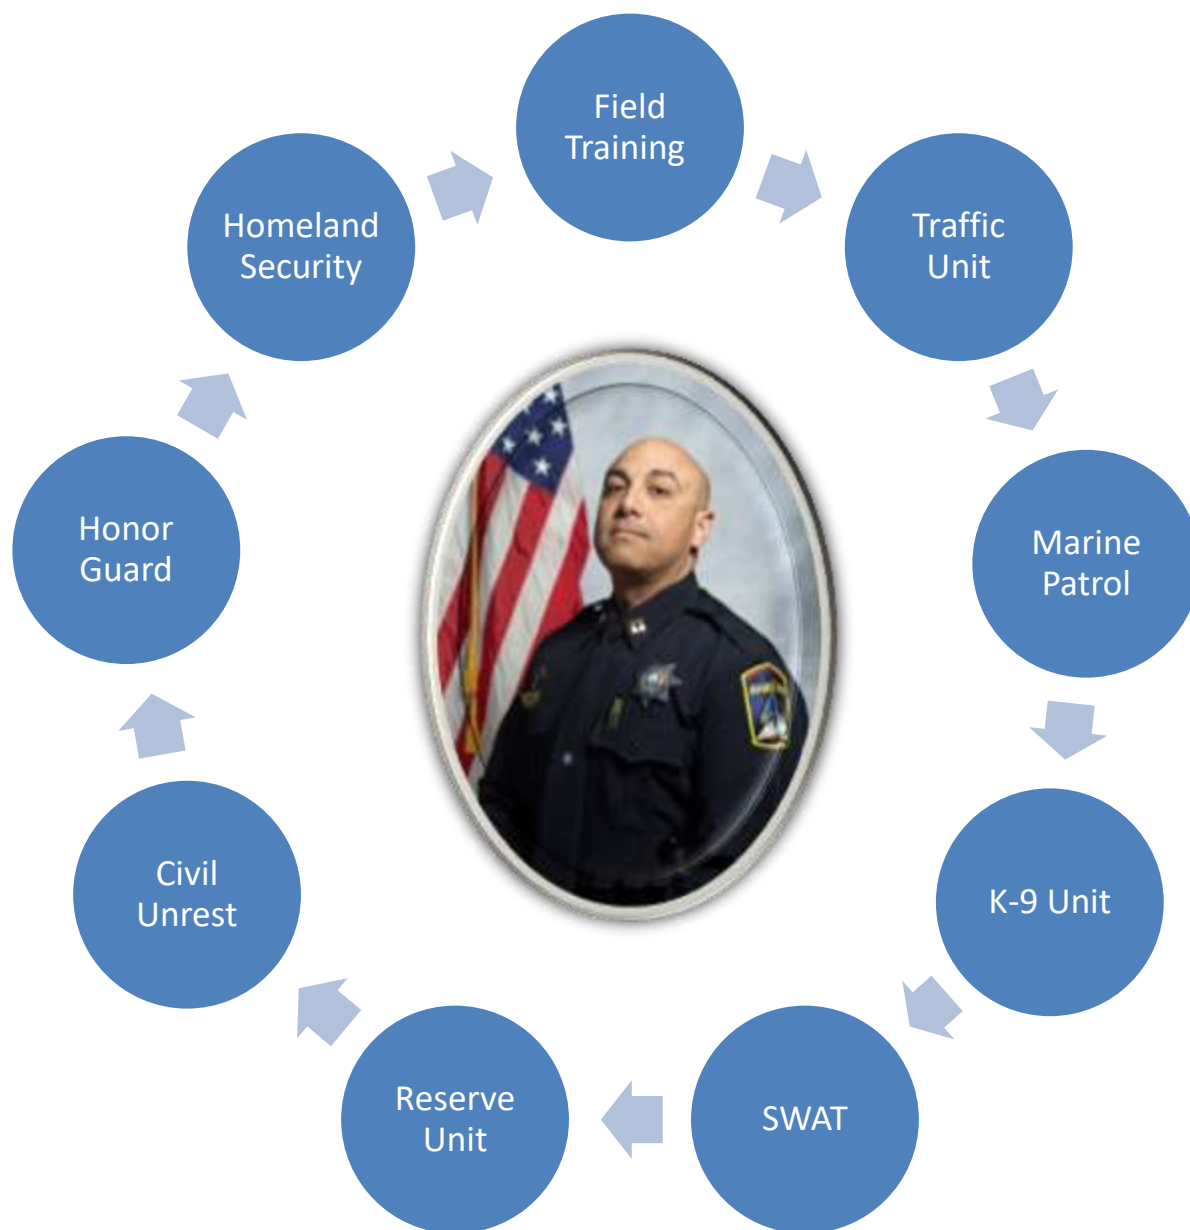 Field
Training
Traffic
Unit
Marine
Patrol
K-9 Unit
SWAT
Reserve
Unit
Civil
Unrest
Honor
Guard
Homeland
Security